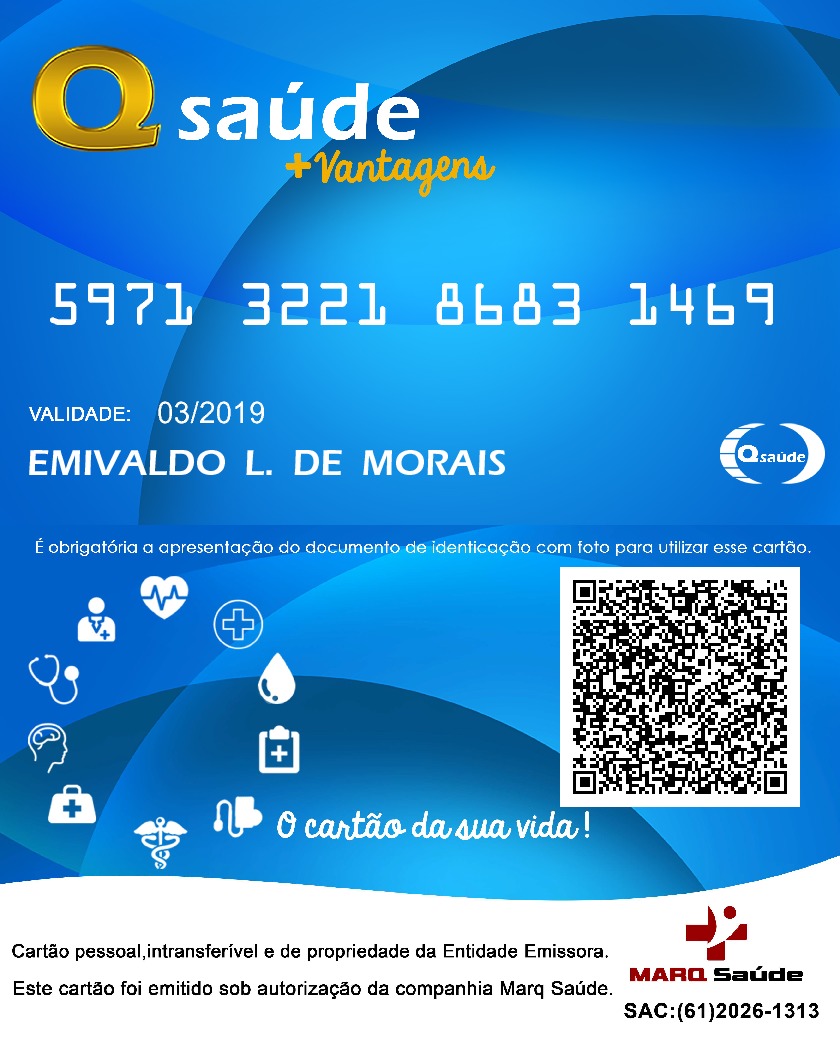 Q saúde
+Vantagens
5971 3221 8683 1469
VALIDADE: 03/2019
EMIVALDO L. DE MORAIS
Qsaúde
É obrigatória a apresentação do documento de identicação com foto para utilizar esse cartão.
O cartão da sua vida!
Cartão pessoal,intransferível e de propriedade da Entidade Emissora.
Este cartão foi emitido sob autorização da companhia Marq Saúde.
MARQ Saúde
SAC:(61)2026-1313